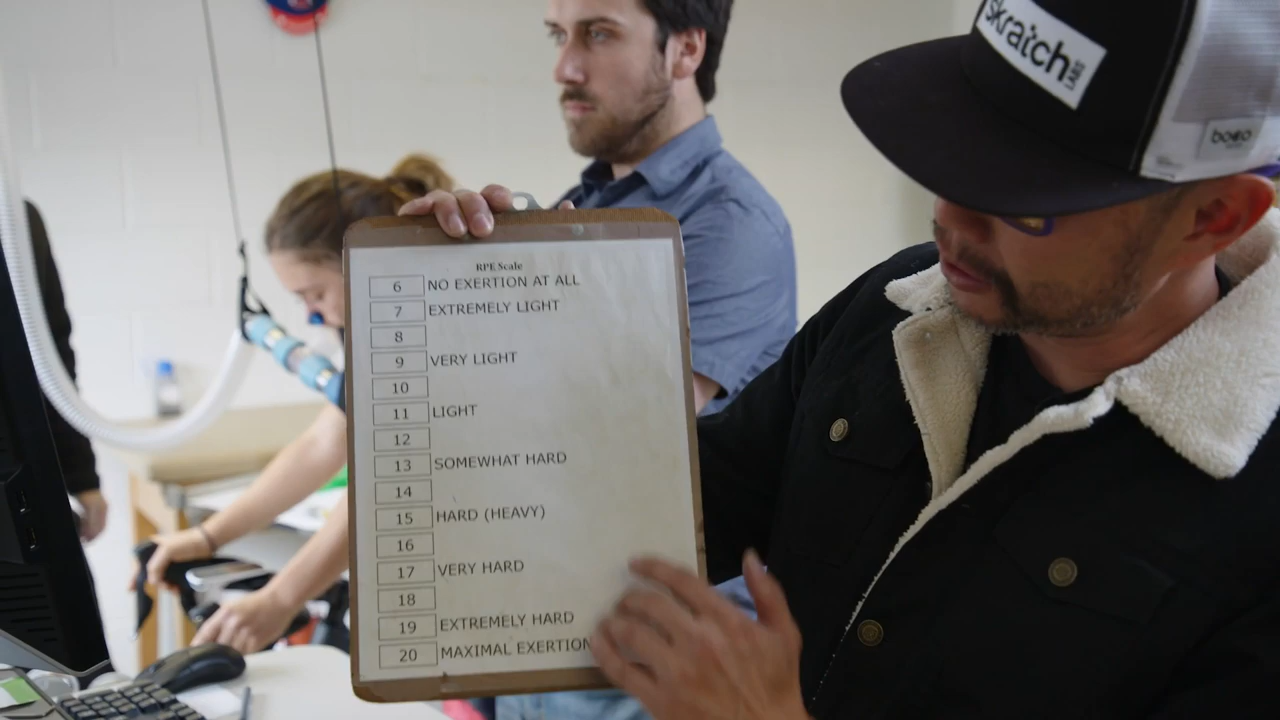 skratch
LABS
boco
RPE Scale
6 NO EXERTION AT ALL
7 EXTREMELY LIGHT
8
9 VERY LIGHT
10
11 LIGHT
12
13 SOMEWHAT HARD
14
15 HARD (HEAVY)
16
17 VERY HARD
18
19 EXTREMELY HARD
20 MAXIMAL EXERTION